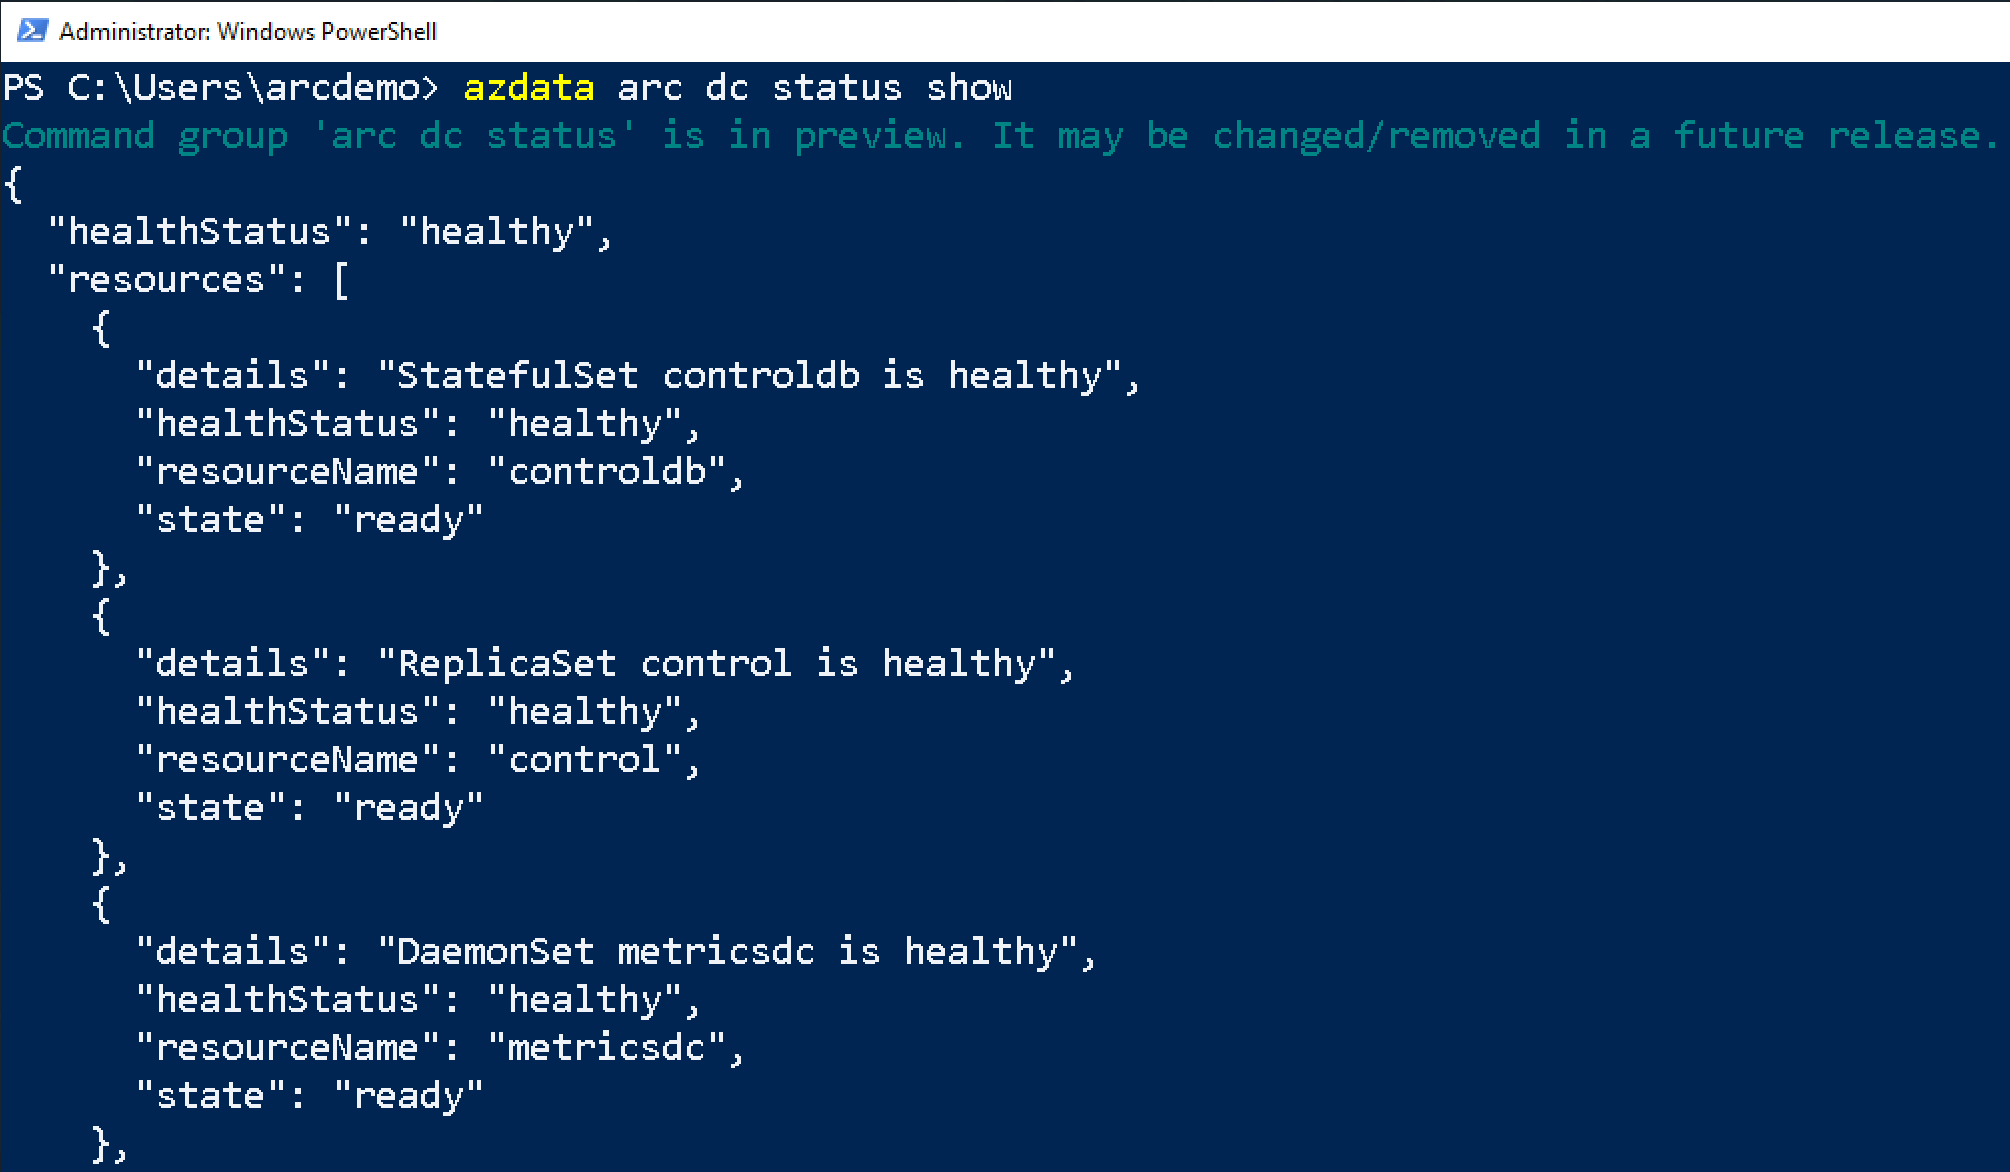 Administrator: Windows PowerShell
PS C:\Users\arcdemo> azdata arc dc status show
Command group 'arc dc status' is in preview. It may be changed/removed in a future release.
{
  "healthStatus": "healthy",
  "resources": [
    {
      "details": "StatefulSet controldb is healthy",
      "healthStatus": "healthy",
      "resourceName": "controldb",
      "state": "ready"
    },
    {
      "details": "ReplicaSet control is healthy",
      "healthStatus": "healthy",
      "resourceName": "control",
      "state": "ready"
    },
    {
      "details": "DaemonSet metricsdc is healthy",
      "healthStatus": "healthy",
      "resourceName": "metricsdc",
      "state": "ready"
    },